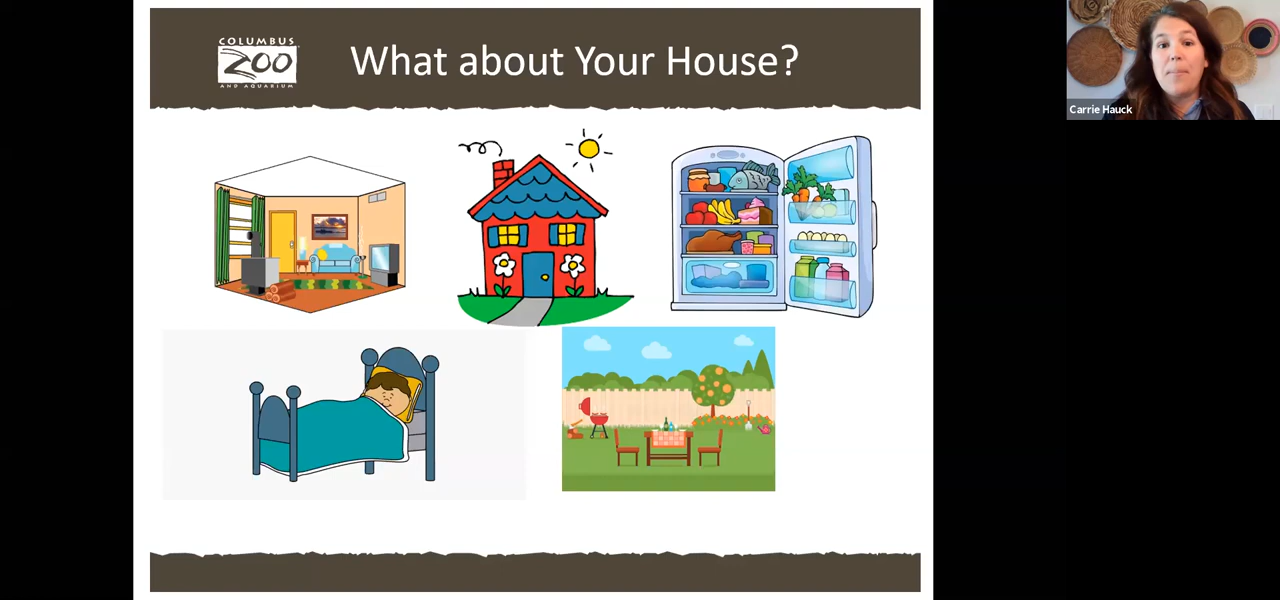 COLUMBUS
ZOO
AND AQUARIUM
What about Your House?
Carrie Hauck